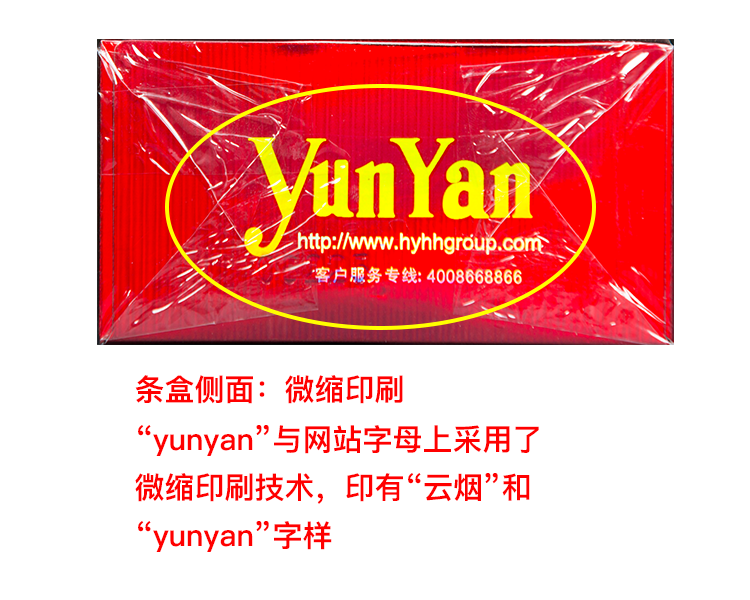 YunYan
http://www.hyhhgroup.com
客户服务专线: 4008668866
条盒侧面：微缩印刷
“yunyan”与网站字母上采用了
微缩印刷技术，印有“云烟”和
“yunyan”字样